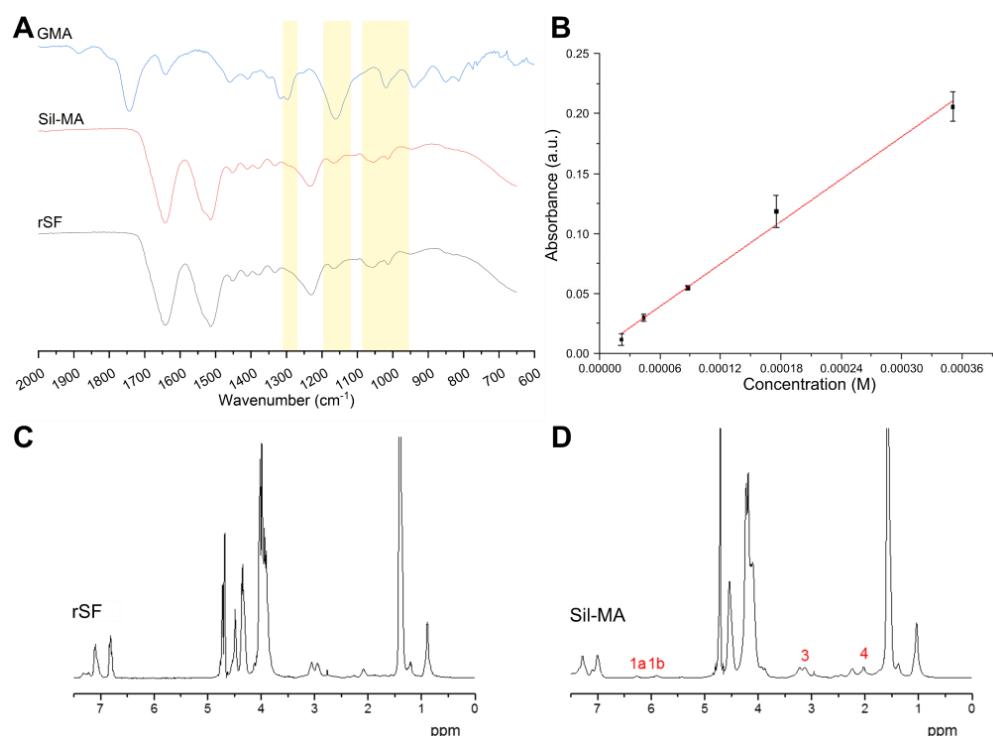 A
GMA
Sil-MA
rSF
2000 1900 1800 1700 1600 1500 1400 1300 1200 1100 1000 900 800 700 600
Wavenumber (cm⁻¹)
B
0.25
0.20
0.15
0.10
0.05
0.00
Absorbance (a.u.)
0.00000 0.00006 0.00012 0.00018 0.00024 0.00030 0.00036
Concentration (M)
C
rSF
7 6 5 4 3 2 1 0
ppm
D
Sil-MA
1a 1b
3
4
7 6 5 4 3 2 1 0
ppm